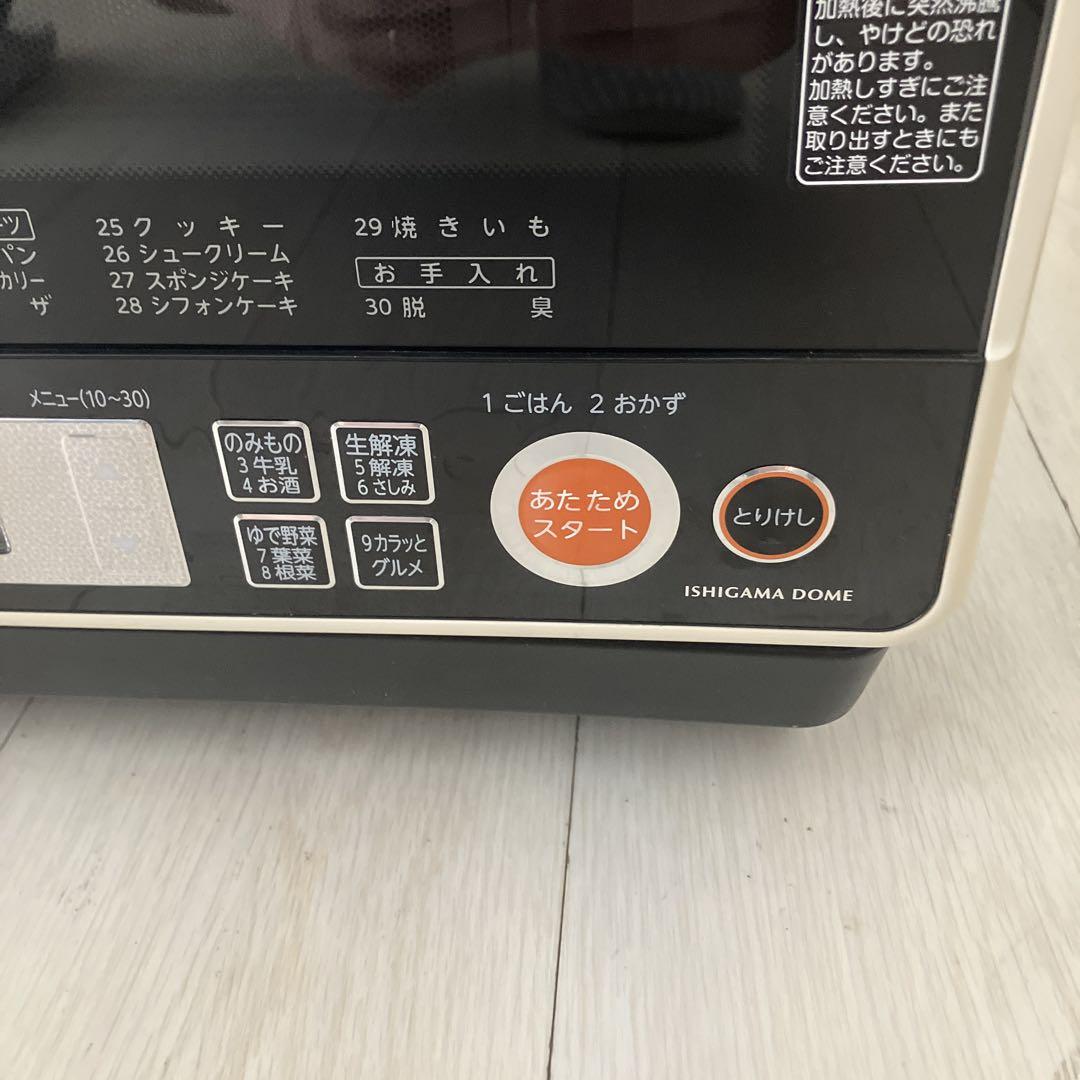 加熱後に突然沸騰
し、やけどの恐れ
があります。
加熱しすぎにご注
意ください。また
取り出すときにも
ご注意ください。
ツ
パン
カリー
ザ
25 クッキー
26 シュークリーム
27 スポンジケーキ
28 シフォンケーキ
29 焼きいも
お手入れ
30 脱臭
メニュー(10～30)
のみもの
3 牛乳
4 お酒
生解凍
5 解凍
6 さしみ
ゆで野菜
7 葉菜
8 根菜
9 カラッと
グルメ
1 ごはん 2 おかず
あたため
スタート
とりけし
ISHIGAMA DOME